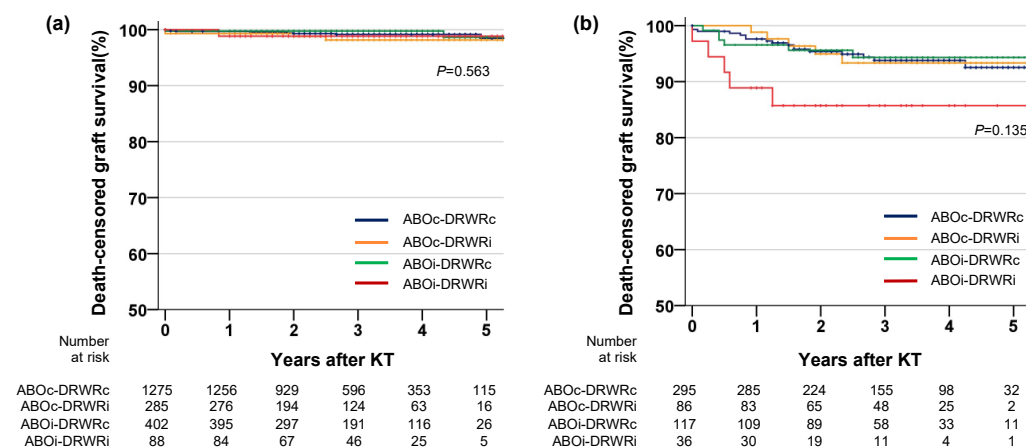 (a)
Death-censored graft survival(%)
100
90
80
70
60
50
P=0.563
ABOc-DRWRc
ABOc-DRWRi
ABOi-DRWRc
ABOi-DRWRi
0 1 2 3 4 5
Years after KT
Number
at risk
ABOc-DRWRc 1275 1256 929 596 353 115
ABOc-DRWRi 285 276 194 124 63 16
ABOi-DRWRc 402 395 297 191 116 26
ABOi-DRWRi 88 84 67 46 25 5
(b)
Death-censored graft survival(%)
100
90
80
70
60
50
P=0.135
ABOc-DRWRc
ABOc-DRWRi
ABOi-DRWRc
ABOi-DRWRi
0 1 2 3 4 5
Years after KT
Number
at risk
ABOc-DRWRc 295 285 224 155 98 32
ABOc-DRWRi 86 83 65 48 25 2
ABOi-DRWRc 117 109 89 58 33 11
ABOi-DRWRi 36 30 19 11 4 1